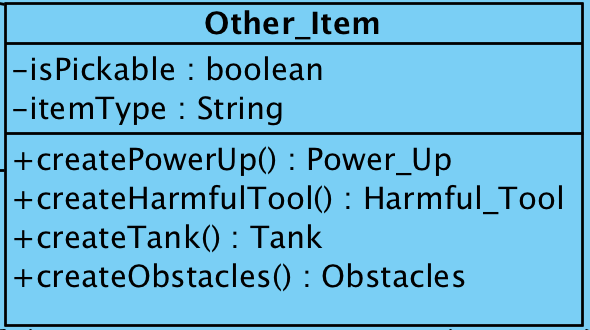 Other_Item
-isPickable : boolean
-itemType : String
+createPowerUp() : Power_Up
+createHarmfulTool() : Harmful_Tool
+createTank() : Tank
+createObstacles() : Obstacles